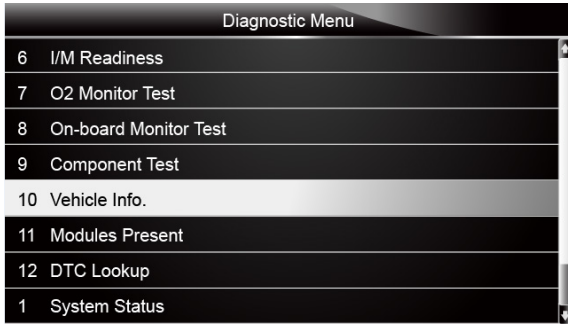 Diagnostic Menu
6 I/M Readiness
7 O2 Monitor Test
8 On-board Monitor Test
9 Component Test
10 Vehicle Info.
11 Modules Present
12 DTC Lookup
1 System Status